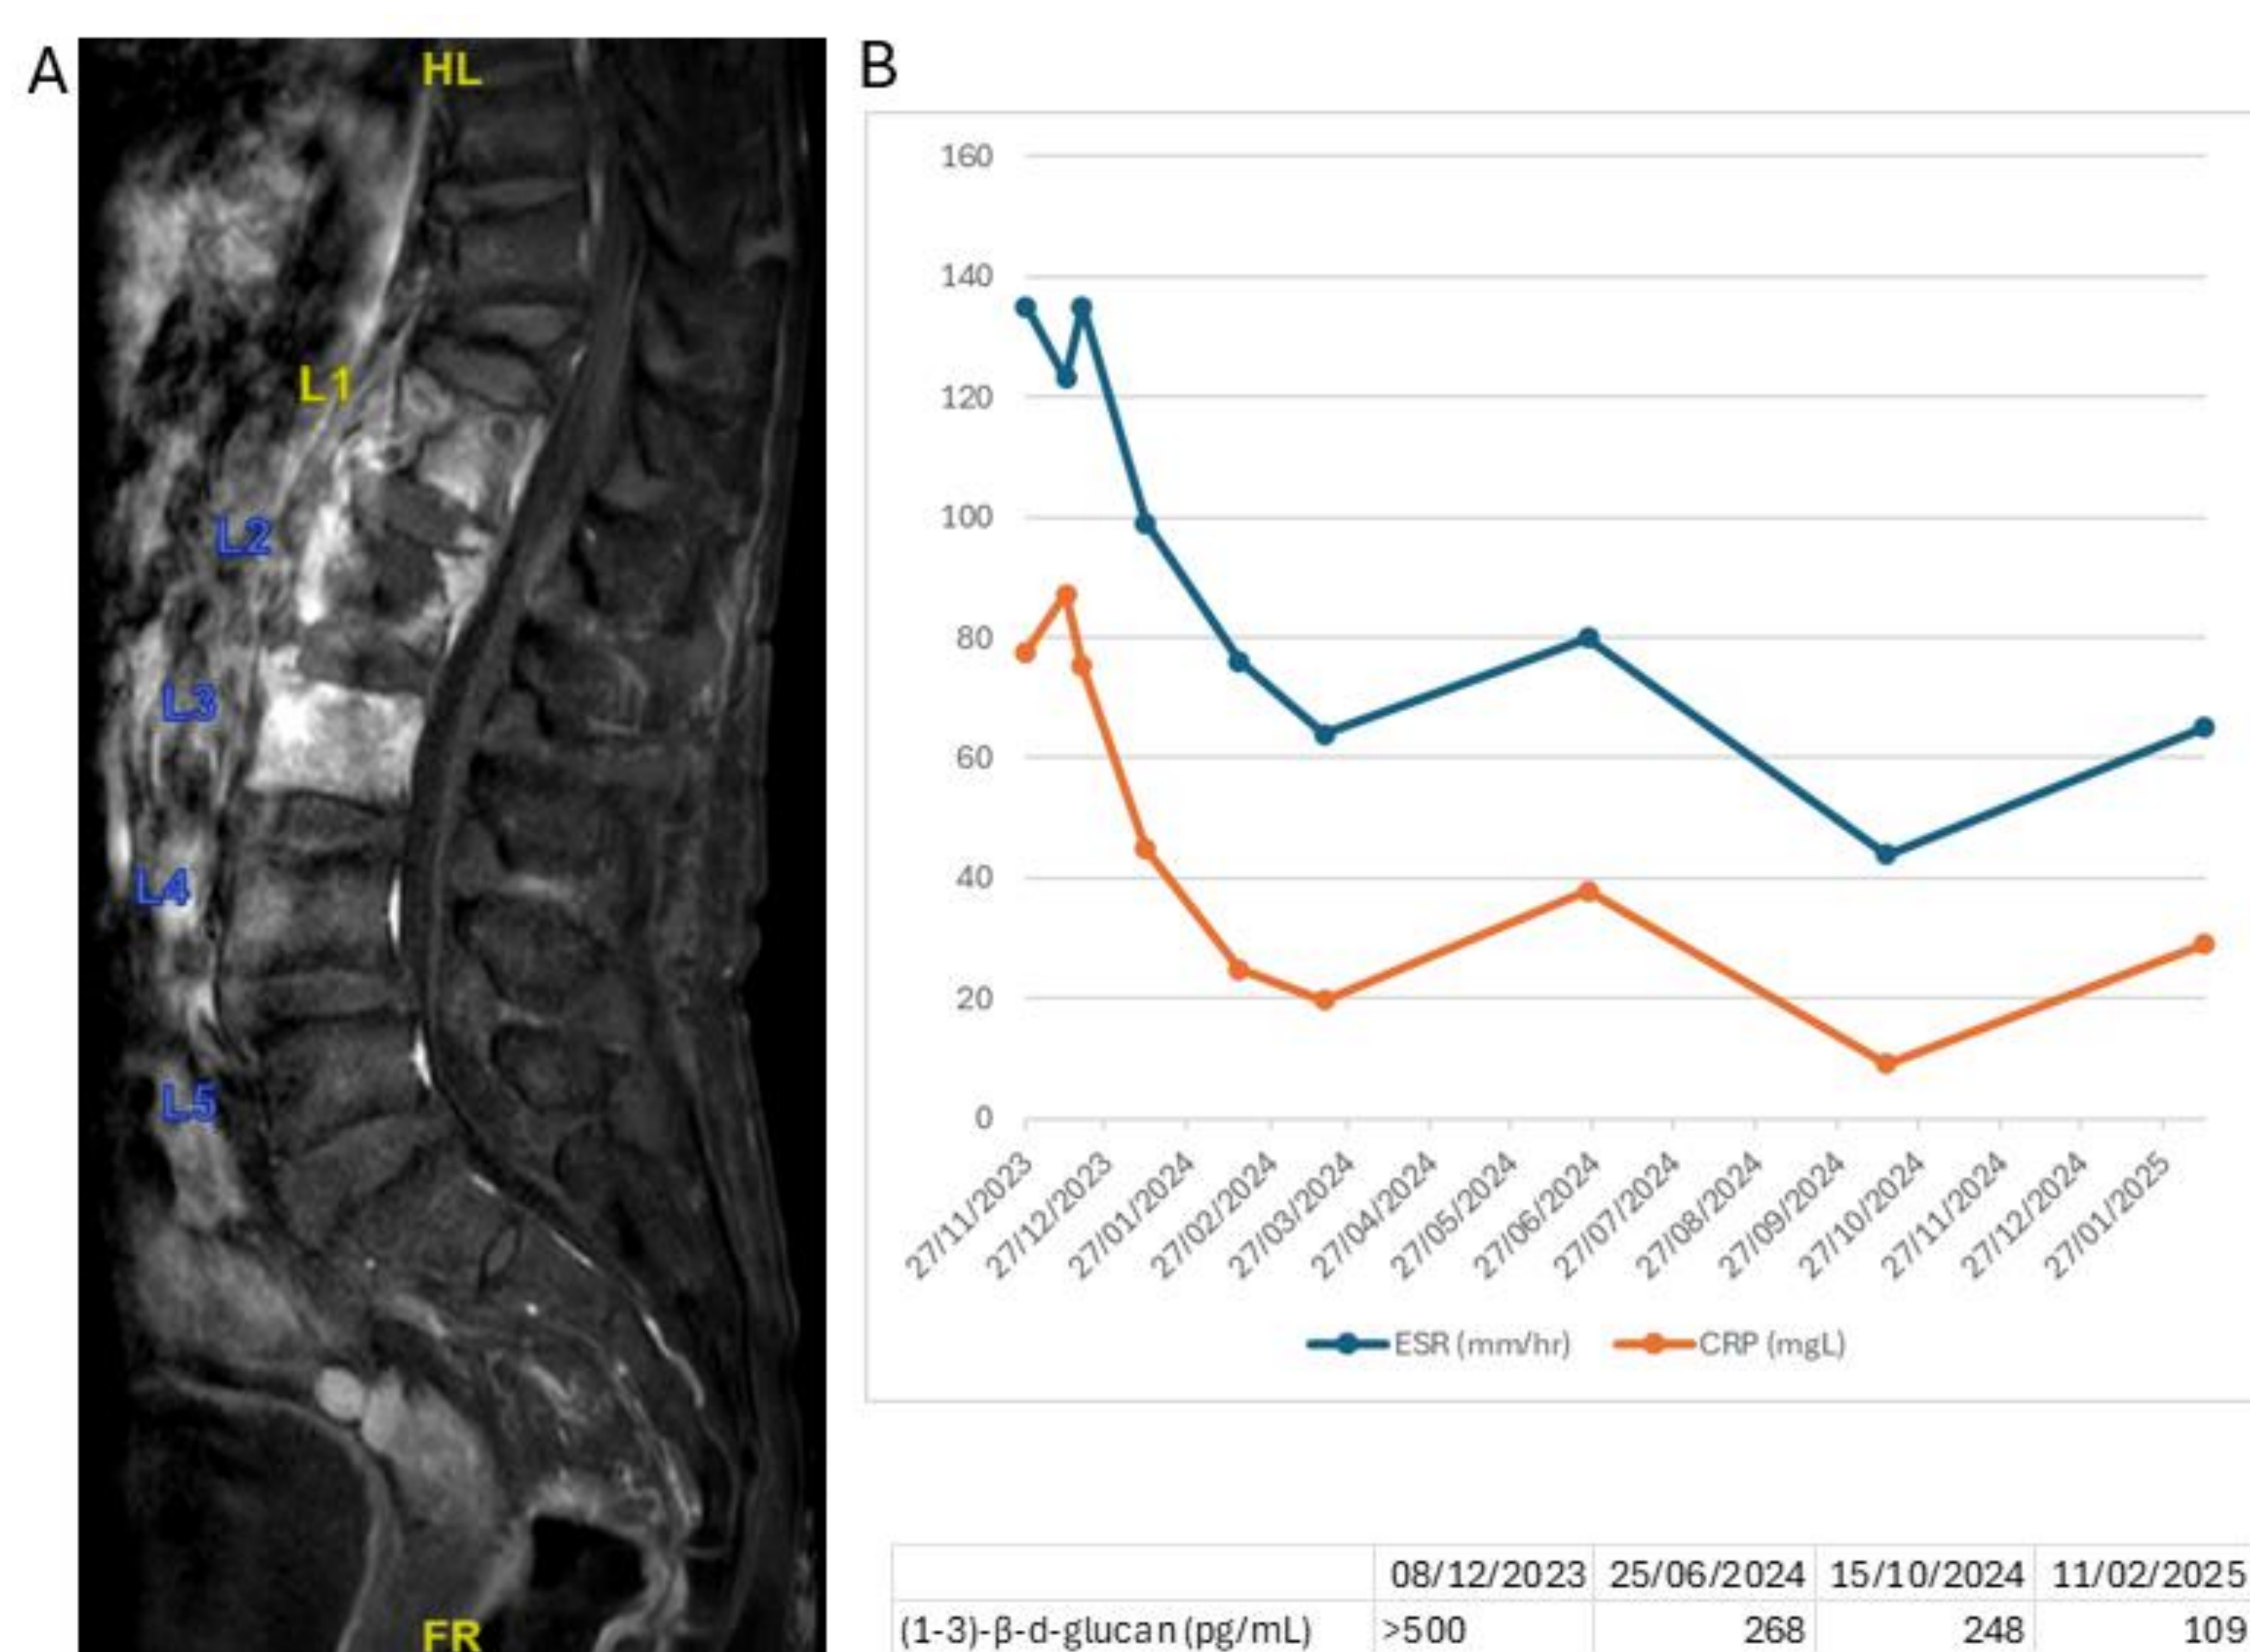 A
HL
L1
L2
L3
L4
L5
FR
B
160
140
120
100
80
60
40
20
0
27/11/2023
27/12/2023
27/01/2024
27/02/2024
27/03/2024
27/04/2024
27/05/2024
27/06/2024
27/07/2024
27/08/2024
27/09/2024
27/10/2024
27/11/2024
27/12/2024
27/01/2025
ESR (mm/hr) CRP (mgL)
08/12/2023 25/06/2024 15/10/2024 11/02/2025
(1-3)-β-d-glucan (pg/mL) >500 268 248 109